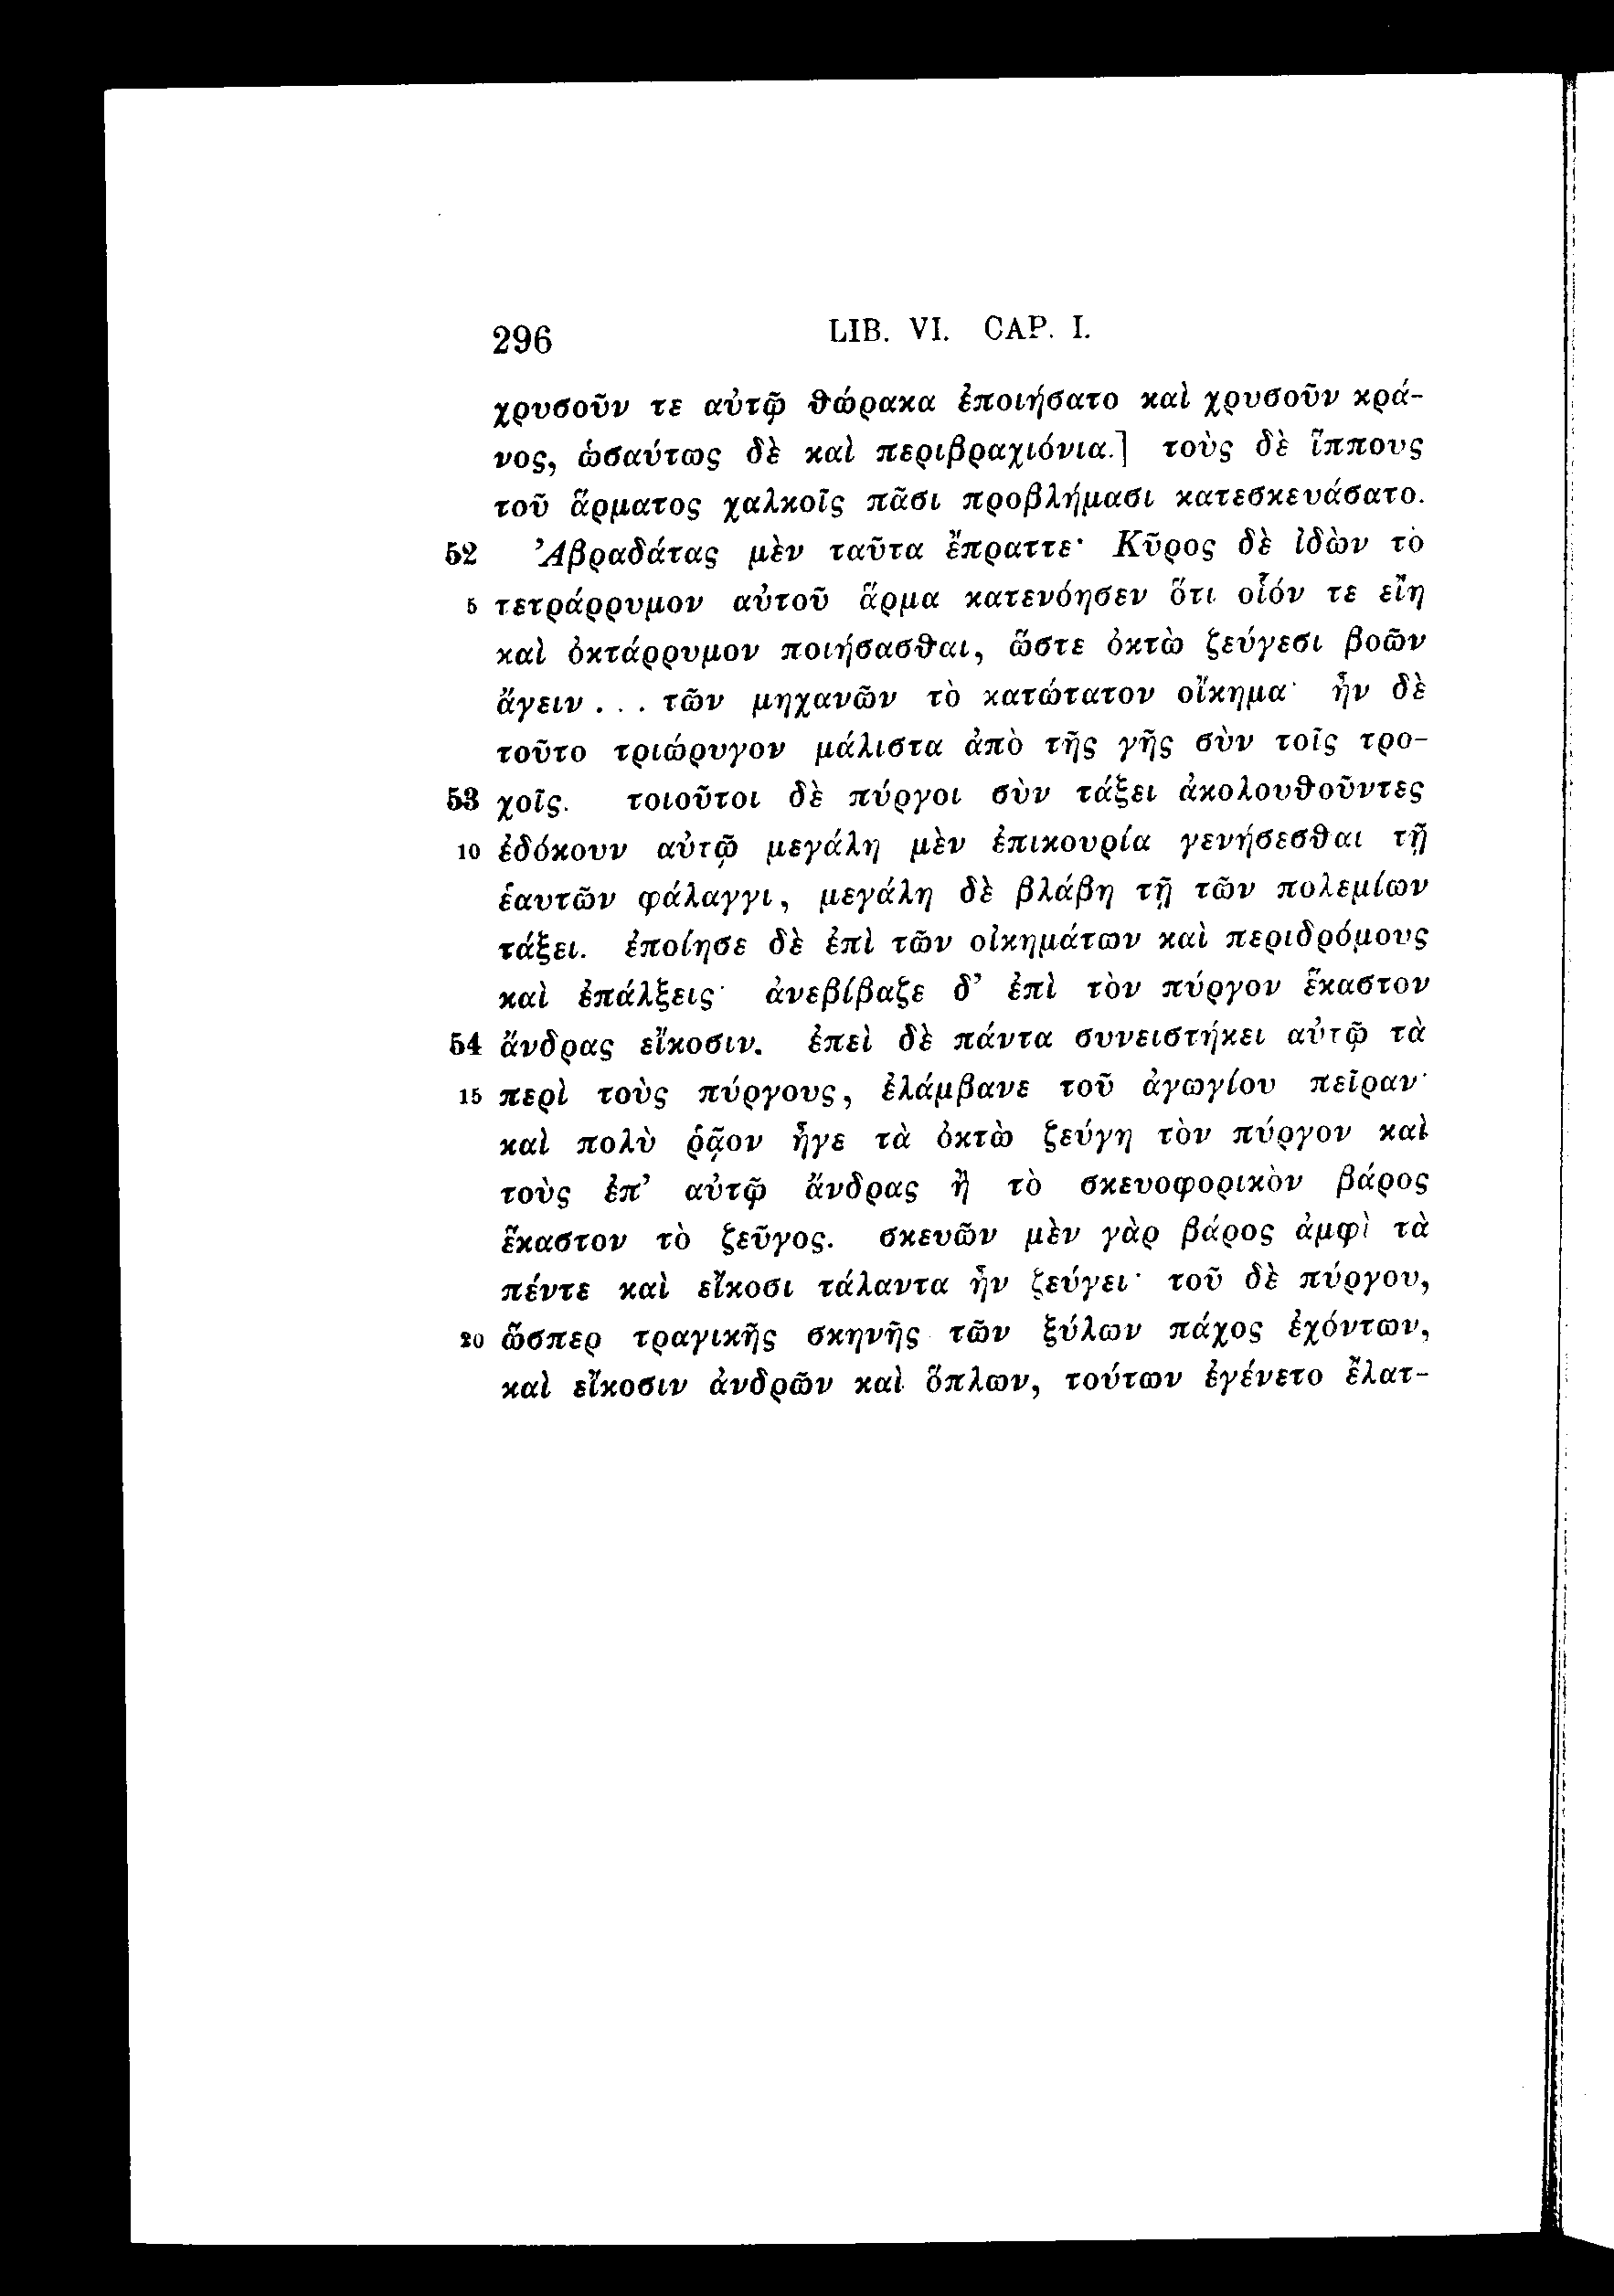 296 LIB. VI. CAP. I.
χρυσοῦν τε αὐτῷ θώρακα ἐποιήσατο καὶ χρυσοῦν κρά-
νος, ὡσαύτως δὲ καὶ περιβραχιόνια.] τοὺς δὲ ἵππους
τοῦ ἅρματος χαλκοῖς πᾶσι προβλήμασι κατεσκευάσατο.
52 Ἀβραδάτας μὲν ταῦτα ἔπραττε· Κῦρος δὲ ἰδὼν τὸ
5 τετράρρυμον αὐτοῦ ἅρμα κατενόησεν ὅτι οἷόν τε εἴη
καὶ ὀκτάρρυμον ποιήσασθαι, ὥστε ὀκτὼ ζεύγεσι βοῶν
ἄγειν . . . τῶν μηχανῶν τὸ κατώτατον οἴκημα· ἦν δὲ
τοῦτο τριώρυγον μάλιστα ἀπὸ τῆς γῆς σὺν τοῖς τρο-
53 χοῖς. τοιοῦτοι δὲ πύργοι σὺν τάξει ἀκολουθοῦντες
10 ἐδόκουν αὐτῷ μεγάλη μὲν ἐπικουρία γενήσεσθαι τῇ
ἑαυτῶν φάλαγγι, μεγάλη δὲ βλάβη τῇ τῶν πολεμίων
τάξει. ἐποίησε δὲ ἐπὶ τῶν οἰκημάτων καὶ περιδρόμους
καὶ ἐπάλξεις· ἀνεβίβαζε δ’ ἐπὶ τὸν πύργον ἕκαστον
54 ἄνδρας εἴκοσιν. ἐπεὶ δὲ πάντα συνειστήκει αὐτῷ τὰ
15 περὶ τοὺς πύργους, ἐλάμβανε τοῦ ἀγωγίου πεῖραν·
καὶ πολὺ ῥᾷον ἦγε τὰ ὀκτὼ ζεύγη τὸν πύργον καὶ
τοὺς ἐπ’ αὐτῷ ἄνδρας ἢ τὸ σκευοφορικὸν βάρος
ἕκαστον τὸ ζεῦγος. σκευῶν μὲν γὰρ βάρος ἀμφὶ τὰ
πέντε καὶ εἴκοσι τάλαντα ἦν ζεύγει· τοῦ δὲ πύργου,
20 ὥσπερ τραγικῆς σκηνῆς τῶν ξύλων πάχος ἐχόντων,
καὶ εἴκοσιν ἀνδρῶν καὶ ὅπλων, τούτων ἐγένετο ἔλατ-